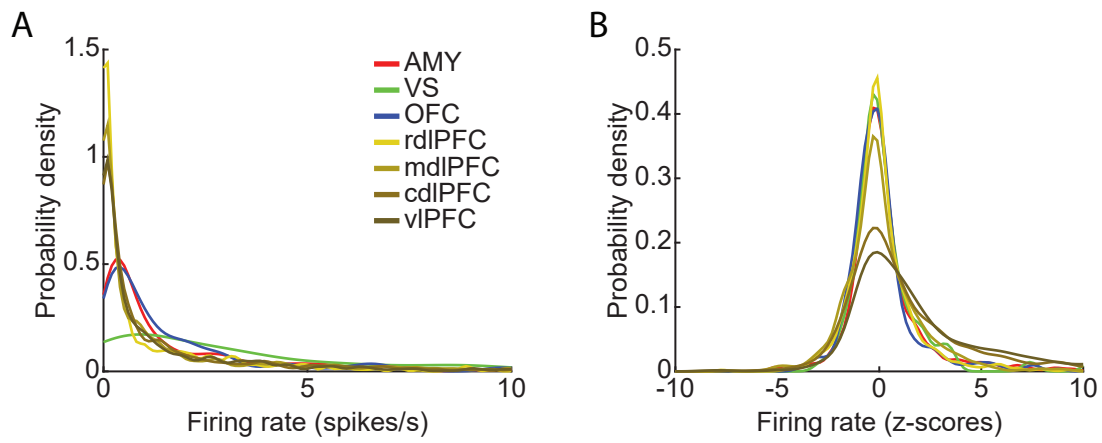 A
Probability density
1.5
1
0.5
0
0
5
10
Firing rate (spikes/s)
AMY
VS
OFC
rdlPFC
mdlPFC
cdlPFC
vlPFC
B
Probability density
0.5
0.4
0.3
0.2
0.1
0
-10
-5
0
5
10
Firing rate (z-scores)